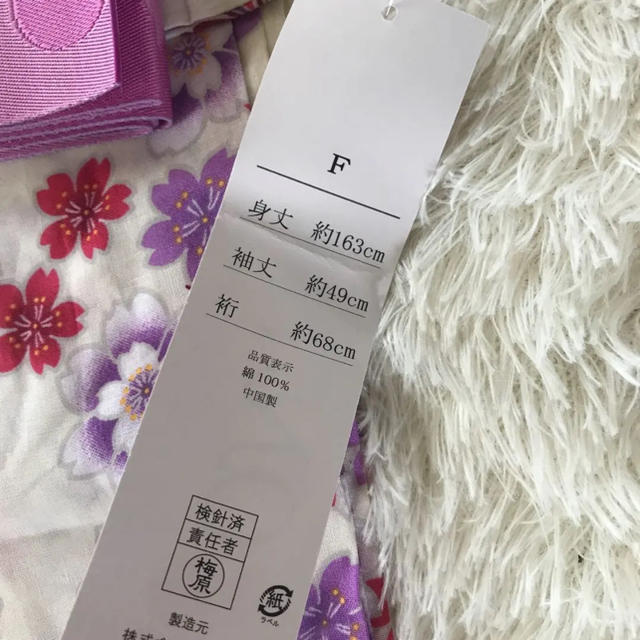 F
身丈 約163cm
袖丈 約49cm
裄 約68cm
品質表示
綿100%
中国製
検針済
責任者
梅原
紙
ラベル
製造元
株式